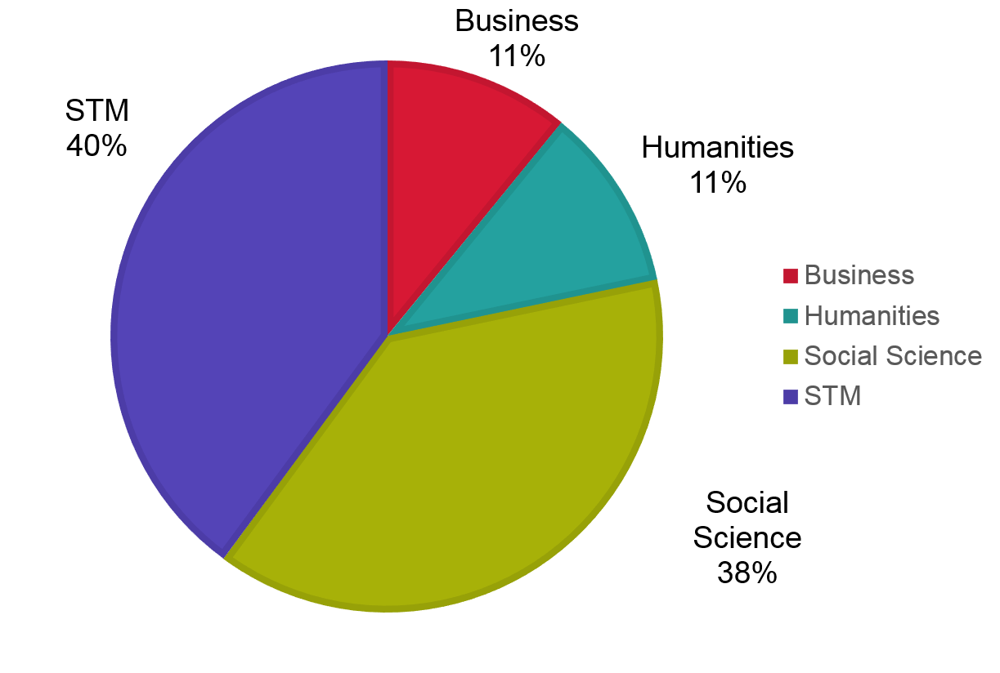 Business
11%
STM
40%
Humanities
11%
Business
Humanities
Social Science
STM
Social
Science
38%